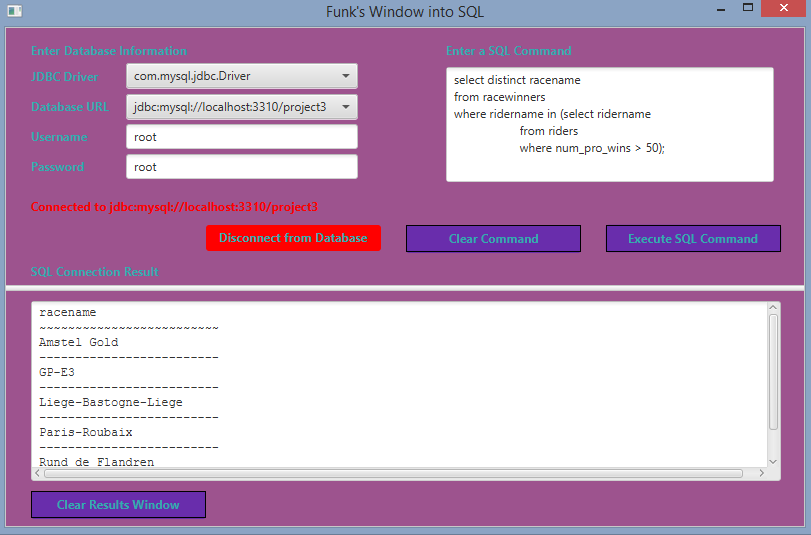 Funk's Window into SQL
Enter Database Information
JDBC Driver
com.mysql.jdbc.Driver
Database URL
jdbc:mysql://localhost:3310/project3
Username
root
Password
root
Enter a SQL Command
select distinct racename
from racewinners
where ridername in (select ridername
from riders
where num_pro_wins > 50);
Connected to jdbc:mysql://localhost:3310/project3
Disconnect from Database
Clear Command
Execute SQL Command
SQL Connection Result
racename
~~~~~~~~~~~~~~~~~~~~~~~~~
Amstel Gold
-------------------------
GP-E3
-------------------------
Liege-Bastogne-Liege
-------------------------
Paris-Roubaix
-------------------------
Rund de Flandren
Clear Results Window